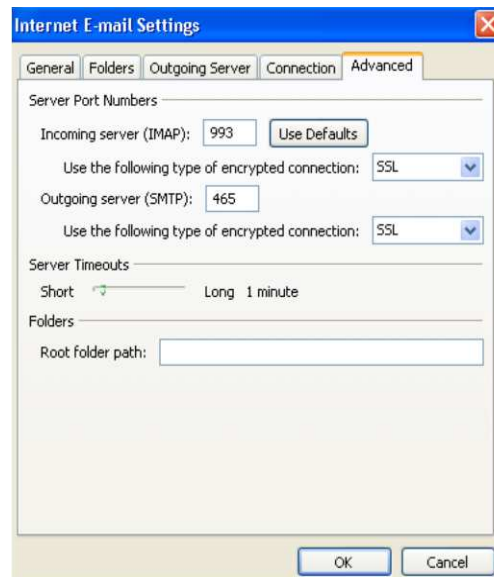 Internet E-mail Settings
General Folders Outgoing Server Connection Advanced
Server Port Numbers
Incoming server (IMAP): 993 Use Defaults
Use the following type of encrypted connection: SSL
Outgoing server (SMTP): 465
Use the following type of encrypted connection: SSL
Server Timeouts
Short Long 1 minute
Folders
Root folder path:
OK Cancel